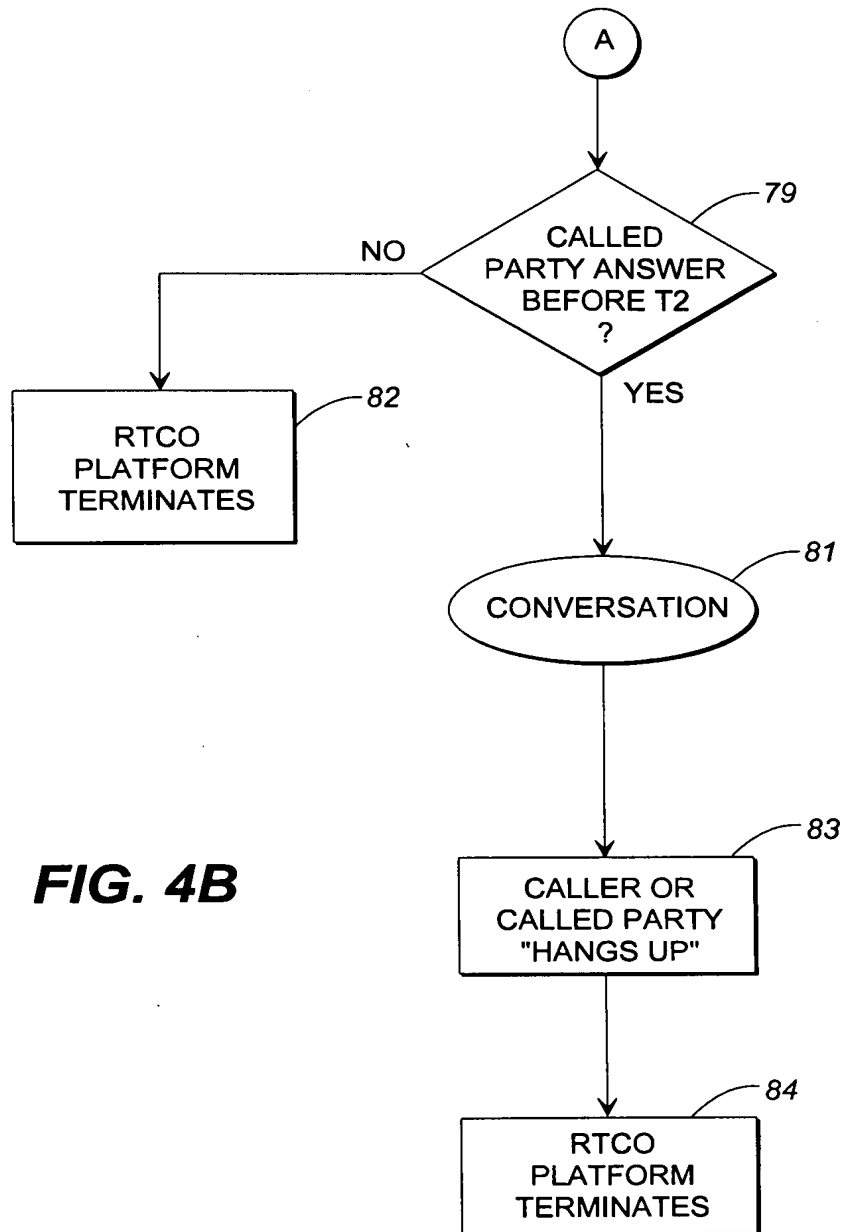 A
79
CALLED
PARTY ANSWER
BEFORE T2
?
NO
YES
82
RTCO
PLATFORM
TERMINATES
81
CONVERSATION
83
CALLER OR
CALLED PARTY
"HANGS UP"
FIG. 4B
84
RTCO
PLATFORM
TERMINATES